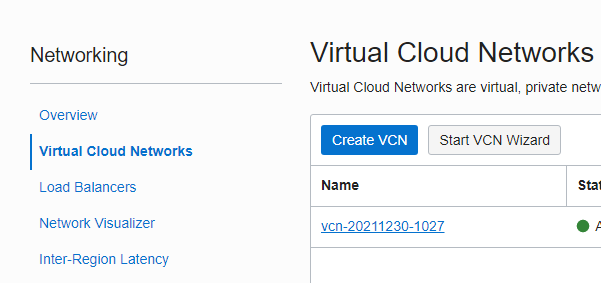 Networking
Overview
Virtual Cloud Networks
Load Balancers
Network Visualizer
Inter-Region Latency
Virtual Cloud Networks
Virtual Cloud Networks are virtual, private netw
Create VCN Start VCN Wizard
Name Stat
vcn-20211230-1027 A